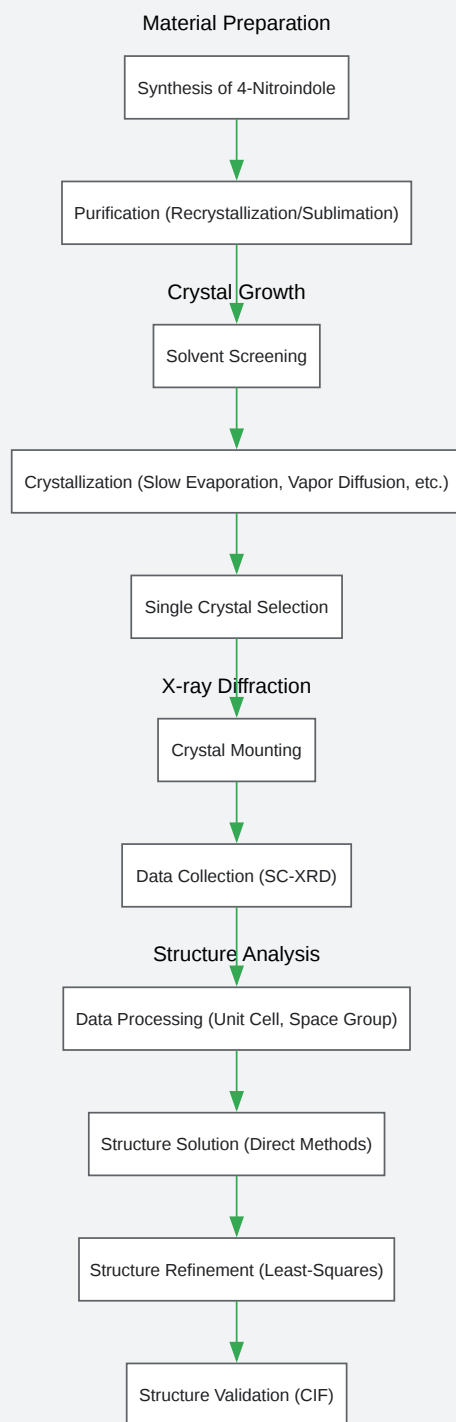 Material Preparation
Synthesis of 4-Nitroindole
Purification (Recrystallization/Sublimation)
Crystal Growth
Solvent Screening
Crystallization (Slow Evaporation, Vapor Diffusion, etc.)
Single Crystal Selection
X-ray Diffraction
Crystal Mounting
Data Collection (SC-XRD)
Structure Analysis
Data Processing (Unit Cell, Space Group)
Structure Solution (Direct Methods)
Structure Refinement (Least-Squares)
Structure Validation (CIF)